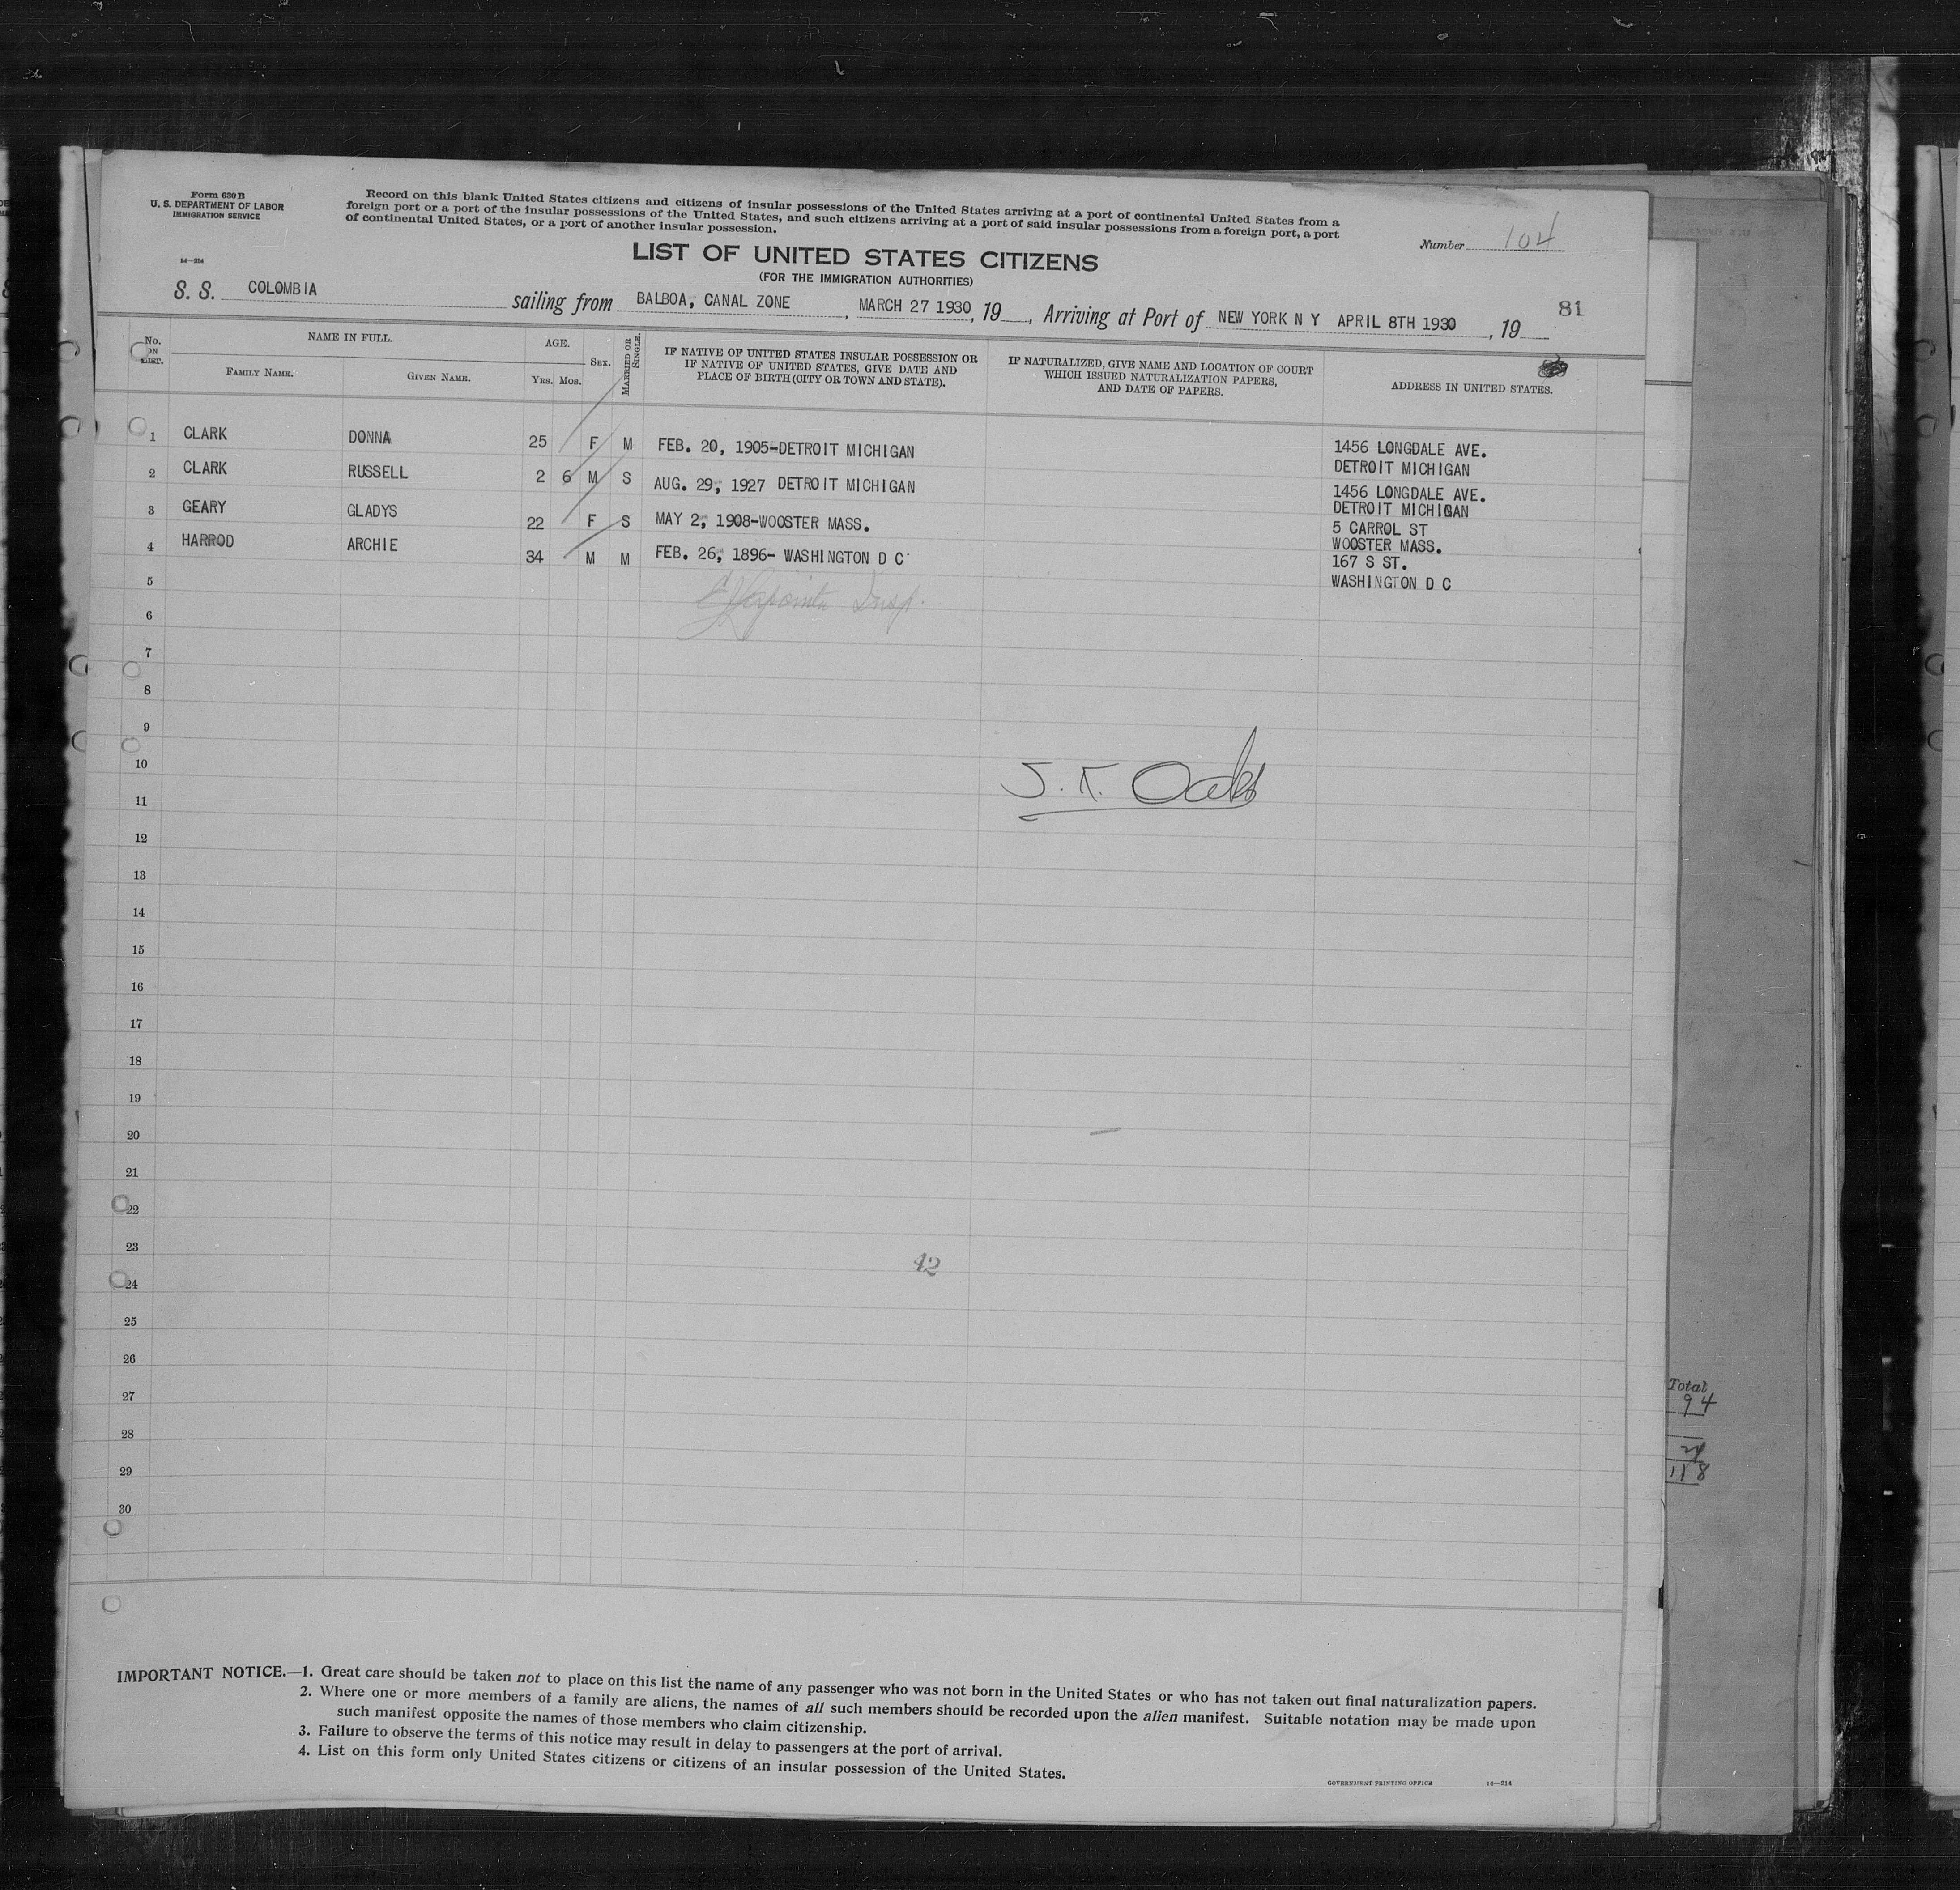 Form 630 B
U. S. DEPARTMENT OF LABOR
IMMIGRATION SERVICE
14—214
Record on this blank United States citizens and citizens of insular possessions of the United States arriving at a port of continental United States from a
foreign port or a port of the insular possessions of the United States, and such citizens arriving at a port of said insular possessions from a foreign port, a port
of continental United States, or a port of another insular possession.
Number 104
LIST OF UNITED STATES CITIZENS
(FOR THE IMMIGRATION AUTHORITIES)
81
S. S. COLOMBIA sailing from BALBOA, CANAL ZONE, MARCH 27 1930, 19, Arriving at Port of NEW YORK N Y APRIL 8TH 1930, 19
No. ON LIST.
NAME IN FULL.
FAMILY NAME. GIVEN NAME.
AGE.
YRS. MOS.
SEX.
MARRIED OR SINGLE.
IF NATIVE OF UNITED STATES INSULAR POSSESSION OR
IF NATIVE OF UNITED STATES, GIVE DATE AND
PLACE OF BIRTH (CITY OR TOWN AND STATE).
IF NATURALIZED, GIVE NAME AND LOCATION OF COURT
WHICH ISSUED NATURALIZATION PAPERS,
AND DATE OF PAPERS.
ADDRESS IN UNITED STATES.
1 CLARK DONNA 25 F M FEB. 20, 1905-DETROIT MICHIGAN 1456 LONGDALE AVE.
DETROIT MICHIGAN
2 CLARK RUSSELL 2 6 M S AUG. 29, 1927 DETROIT MICHIGAN 1456 LONGDALE AVE.
DETROIT MICHIGAN
3 GEARY GLADYS 22 F S MAY 2, 1908-WOOSTER MASS. 5 CARROL ST
WOOSTER MASS.
4 HARROD ARCHIE 34 M M FEB. 26, 1896- WASHINGTON D C 167 S ST.
WASHINGTON D C
5
Insp.
6
7
8
9
10
J. K. Oaks
11
12
13
14
15
16
17
18
19
20
21
22
23
42
24
25
26
27
28
29
30
Total
94
24
118
IMPORTANT NOTICE.—1. Great care should be taken not to place on this list the name of any passenger who was not born in the United States or who has not taken out final naturalization papers.
2. Where one or more members of a family are aliens, the names of all such members should be recorded upon the alien manifest. Suitable notation may be made upon
such manifest opposite the names of those members who claim citizenship.
3. Failure to observe the terms of this notice may result in delay to passengers at the port of arrival.
4. List on this form only United States citizens or citizens of an insular possession of the United States.
GOVERNMENT PRINTING OFFICE 14—214